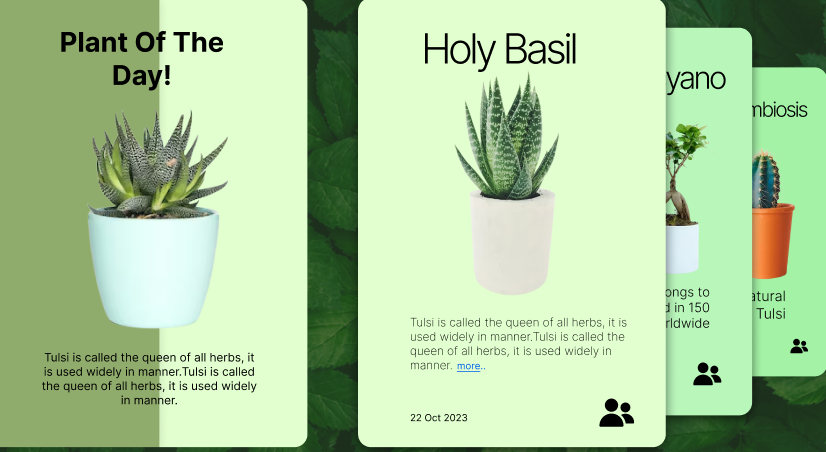 Plant Of The
Day!
Tulsi is called the queen of all herbs, it
is used widely in manner.Tulsi is called
the queen of all herbs, it is used widely
in manner.
Holy Basil
Tulsi is called the queen of all herbs, it is
used widely in manner.Tulsi is called the
queen of all herbs, it is used widely in
manner. more..
22 Oct 2023
yano
ongs to
d in 150
rldwide
mbiosis
atural
Tulsi